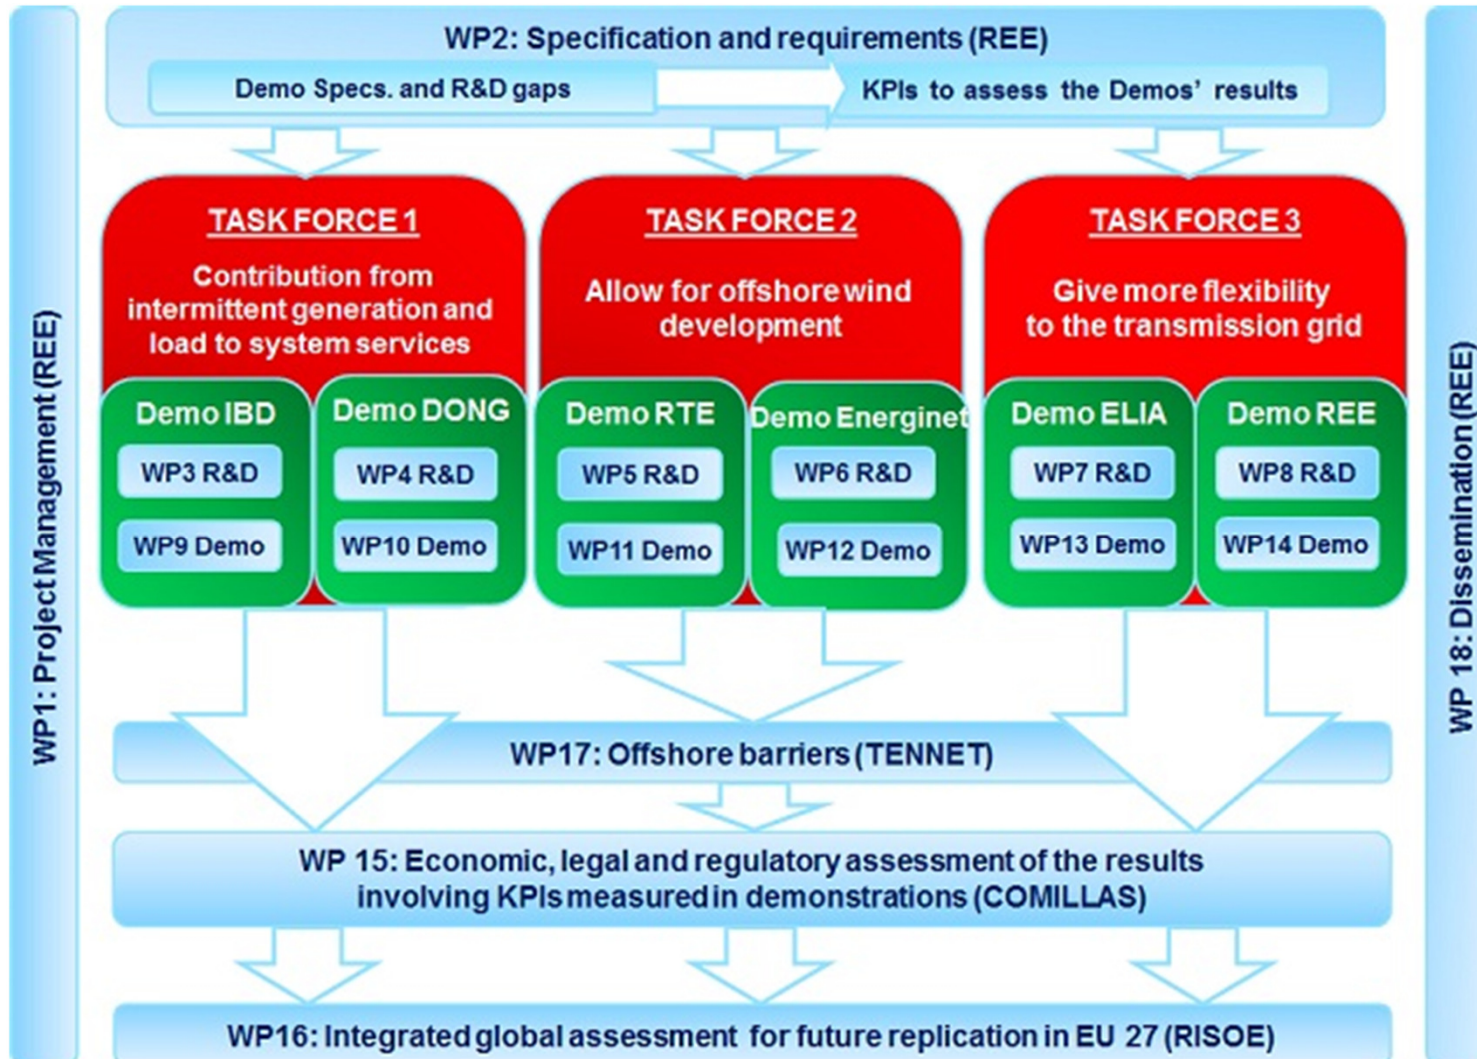 WP1: Project Management (REE)
WP2: Specification and requirements (REE)
Demo Specs. and R&D gaps
KPIs to assess the Demos' results
TASK FORCE 1
Contribution from
intermittent generation and
load to system services
Demo IBD
WP3 R&D
WP9 Demo
Demo DONG
WP4 R&D
WP10 Demo
TASK FORCE 2
Allow for offshore wind
development
Demo RTE
WP5 R&D
WP11 Demo
Demo Energinet
WP6 R&D
WP12 Demo
TASK FORCE 3
Give more flexibility
to the transmission grid
Demo ELIA
WP7 R&D
WP13 Demo
Demo REE
WP8 R&D
WP14 Demo
WP17: Offshore barriers (TENNET)
WP 15: Economic, legal and regulatory assessment of the results
involving KPIs measured in demonstrations (COMILLAS)
WP16: Integrated global assessment for future replication in EU 27 (RISOE)
WP 18: Dissemination (REE)